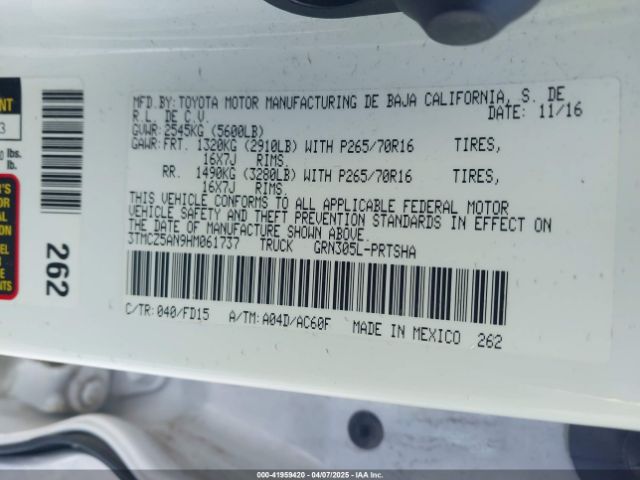 MFD.BY:TOYOTA MOTOR MANUFACTURING DE BAJA CALIFORNIA, S. DE
R.L. DE C.V. DATE: 11/16
GVWR:2545KG (5600LB)
GAWR:FRT. 1320KG (2910LB) WITH P265/70R16 TIRES,
16X7J RIMS.
RR. 1490KG (3280LB) WITH P265/70R16 TIRES,
16X7J RIMS.
THIS VEHICLE CONFORMS TO ALL APPLICABLE FEDERAL MOTOR
VEHICLE SAFETY AND THEFT PREVENTION STANDARDS IN EFFECT ON
THE DATE OF MANUFACTURE SHOWN ABOVE.
3TMCZ5AN9HM061737 TRUCK GRN305L-PRTSHA
C/TR:040/FD15 A/TM:A04D/AC60F MADE IN MEXICO 262
262
3
lbs.
lb.
000-41959420 - 04/07/2025 - IAA, Inc.